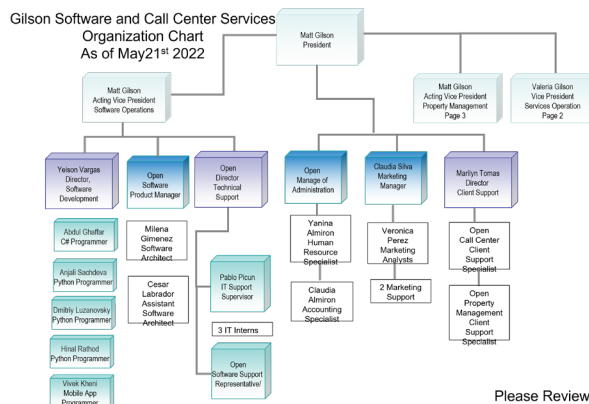 Gilson Software and Call Center Services
Organization Chart
As of May21st 2022
Matt Gilson
President
Matt Gilson
Acting Vice President
Software Operations
Matt Gilson
Acting Vice President
Property Management
Page 3
Valeria Gilson
Vice President
Services Operation
Page 2
Yeison Vargas
Director,
Software
Development
Open
Software
Product Manager
Open
Director
Technical
Support
Open
Manage of
Administration
Claudia Silva
Marketing
Manager
Marilyn Tomas
Director
Client Support
Abdul Ghaffar
C# Programmer
Anjali Sachdeva
Python Programmer
Dmitriy Luzanovsky
Python Programmer
Hinal Rathod
Python Programmer
Vivek Kheni
Mobile App
Programmer
Milena
Gimenez
Software
Architect
Cesar
Labrador
Assistant
Software
Architect
Pablo Picun
IT Support
Supervisor
3 IT Interns
Open
Software Support
Representative/
Yanina
Almiron
Human
Resource
Specialist
Claudia
Almiron
Accounting
Specialist
Veronica
Perez
Marketing
Analysts
2 Marketing
Support
Open
Call Center
Client
Support
Specialist
Open
Property
Management
Client
Support
Specialist
Please Review